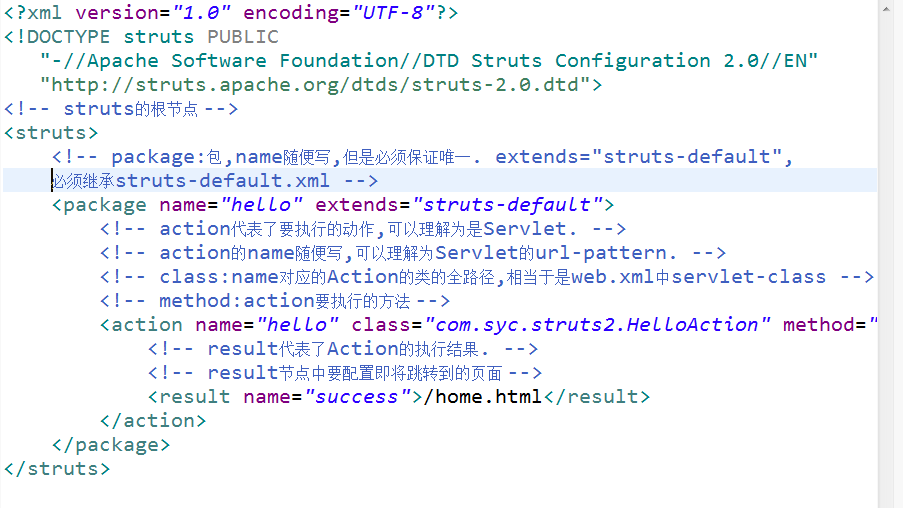 <?xml version="1.0" encoding="UTF-8"?>
<!DOCTYPE struts PUBLIC
"-//Apache Software Foundation//DTD Struts Configuration 2.0//EN"
"http://struts.apache.org/dtds/struts-2.0.dtd">
<!-- struts的根节点 -->
<struts>
<!-- package:包,name随便写,但是必须保证唯一. extends="struts-default",
必须继承struts-default.xml -->
<package name="hello" extends="struts-default">
<!-- action代表了要执行的动作,可以理解为是Servlet. -->
<!-- action的name随便写,可以理解为Servlet的url-pattern. -->
<!-- class:name对应的Action的类的全路径,相当于是web.xml中servlet-class -->
<!-- method:action要执行的方法 -->
<action name="hello" class="com.syc.struts2.HelloAction" method="
<!-- result代表了Action的执行结果. -->
<!-- result节点中要配置即将跳转到的页面 -->
<result name="success">/home.html</result>
</action>
</package>
</struts>